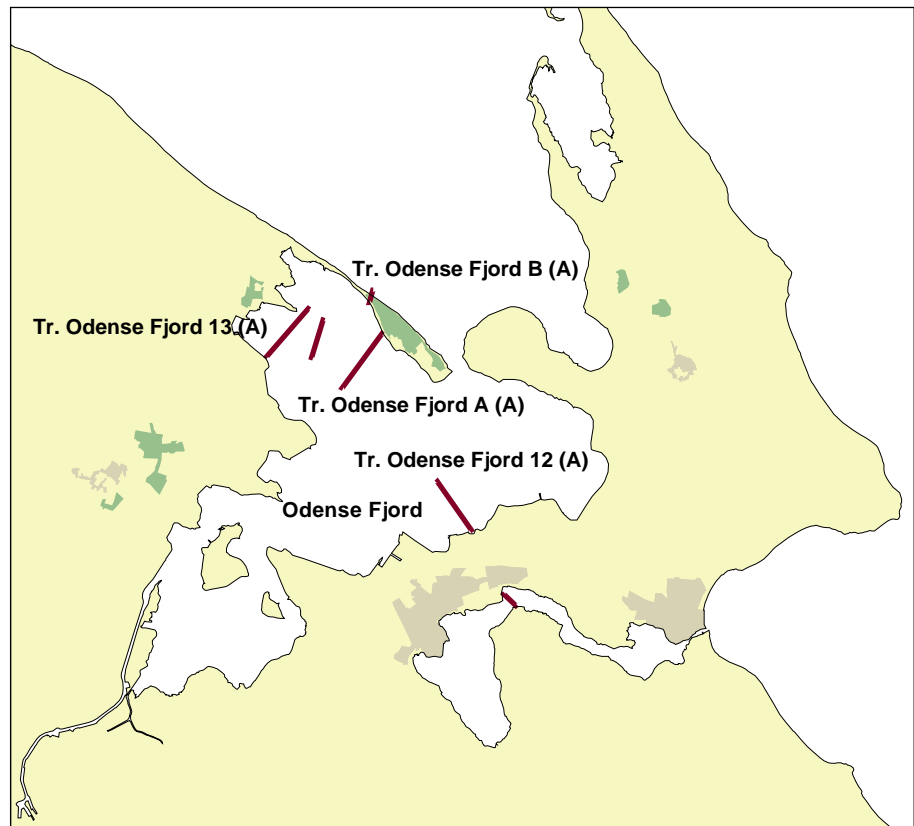 Tr. Odense Fjord B (A)
Tr. Odense Fjord 13 (A)
Tr. Odense Fjord A (A)
Tr. Odense Fjord 12 (A)
Odense Fjord